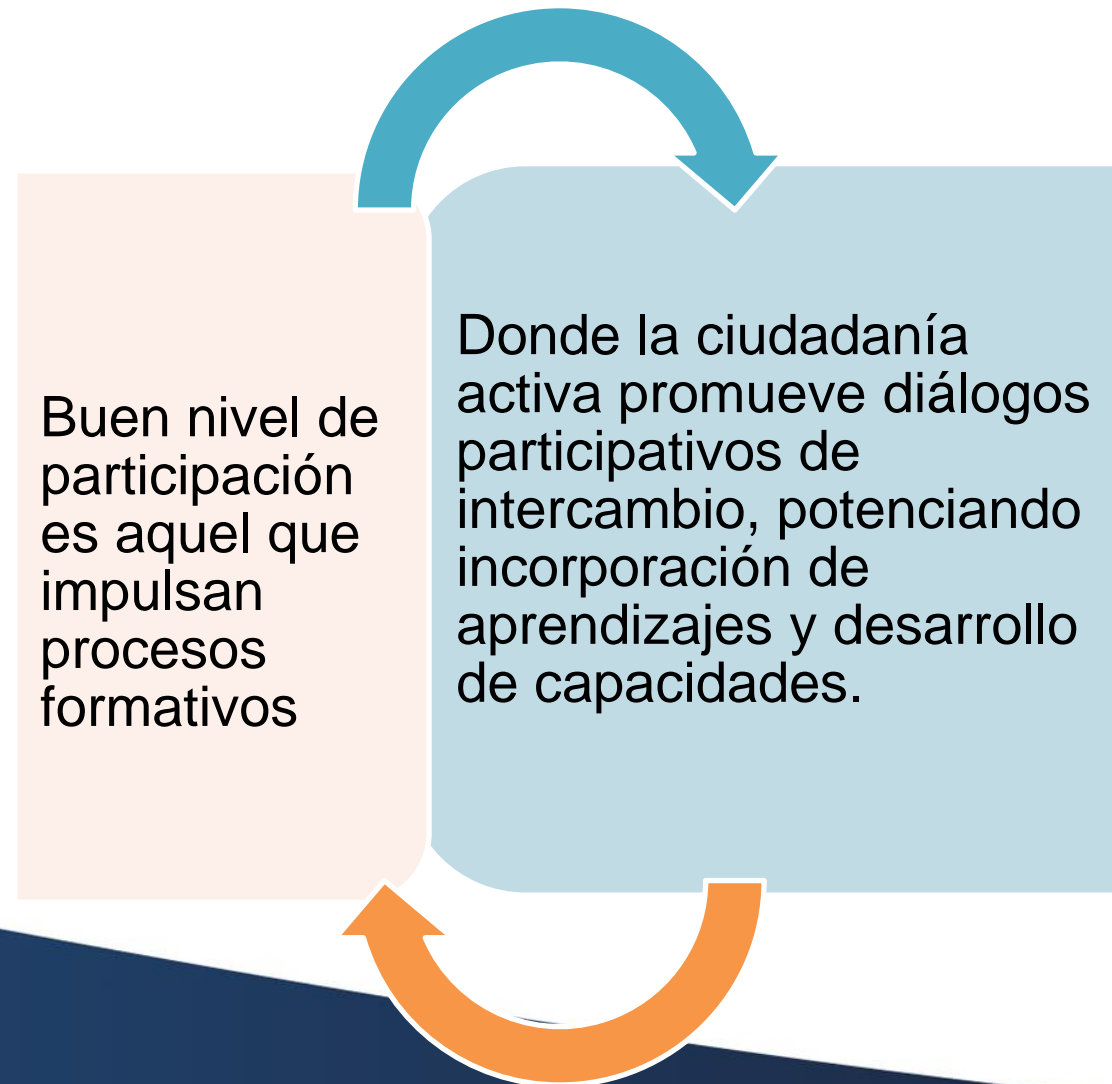 Buen nivel de
participación
es aquel que
impulsan
procesos
formativos
Donde la ciudadanía
activa promueve diálogos
participativos de
intercambio, potenciando
incorporación de
aprendizajes y desarrollo
de capacidades.